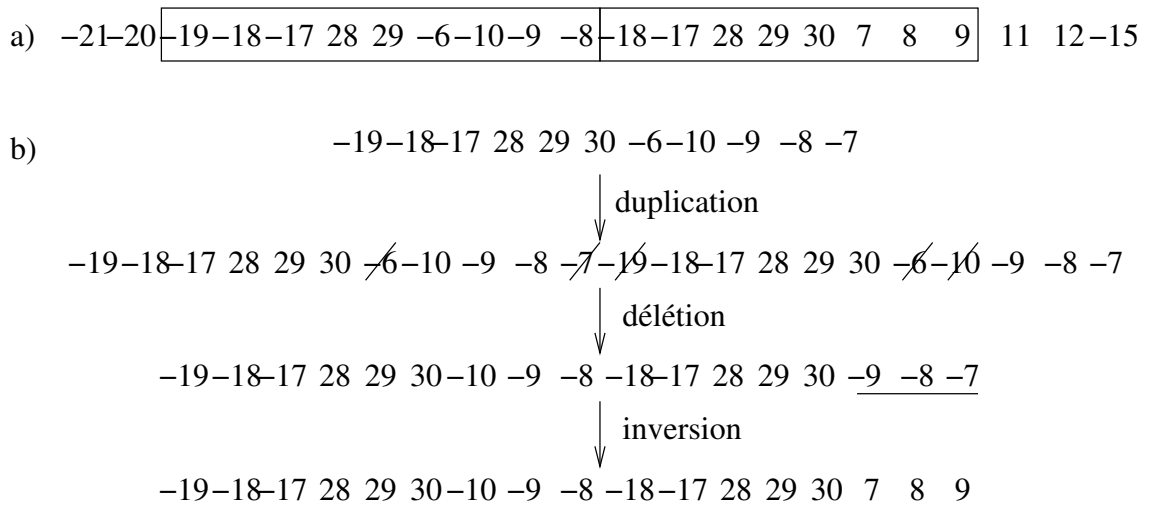 a) −21−20−19−18−17 28 29 −6−10−9 −8−18−17 28 29 30 7 8 9 11 12−15
b) −19−18−17 28 29 30 −6−10 −9 −8 −7
duplication
−19−18−17 28 29 30 −6−10 −9 −8 −7−19−18−17 28 29 30 −6−10 −9 −8 −7
délétion
−19−18−17 28 29 30−10 −9 −8 −18−17 28 29 30 −9 −8 −7
inversion
−19−18−17 28 29 30−10 −9 −8 −18−17 28 29 30 7 8 9